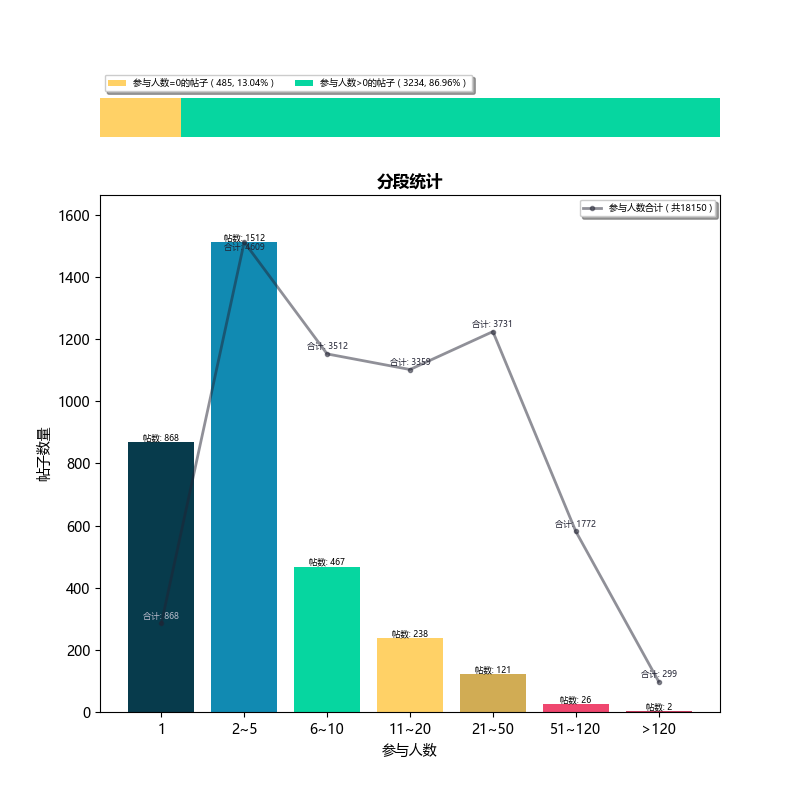 参与人数=0的帖子 ( 485, 13.04% )
参与人数>0的帖子 ( 3234, 86.96% )
分段统计
参与人数合计 ( 共18150 )
1600
1400
1200
1000
800
600
400
200
0
帖子数量
帖数: 868
帖数: 1512
帖数: 467
帖数: 238
帖数: 121
帖数: 26
帖数: 2
合计: 868
合计: 4609
合计: 3512
合计: 3359
合计: 3731
合计: 1772
合计: 299
1
2~5
6~10
11~20
21~50
51~120
>120
参与人数